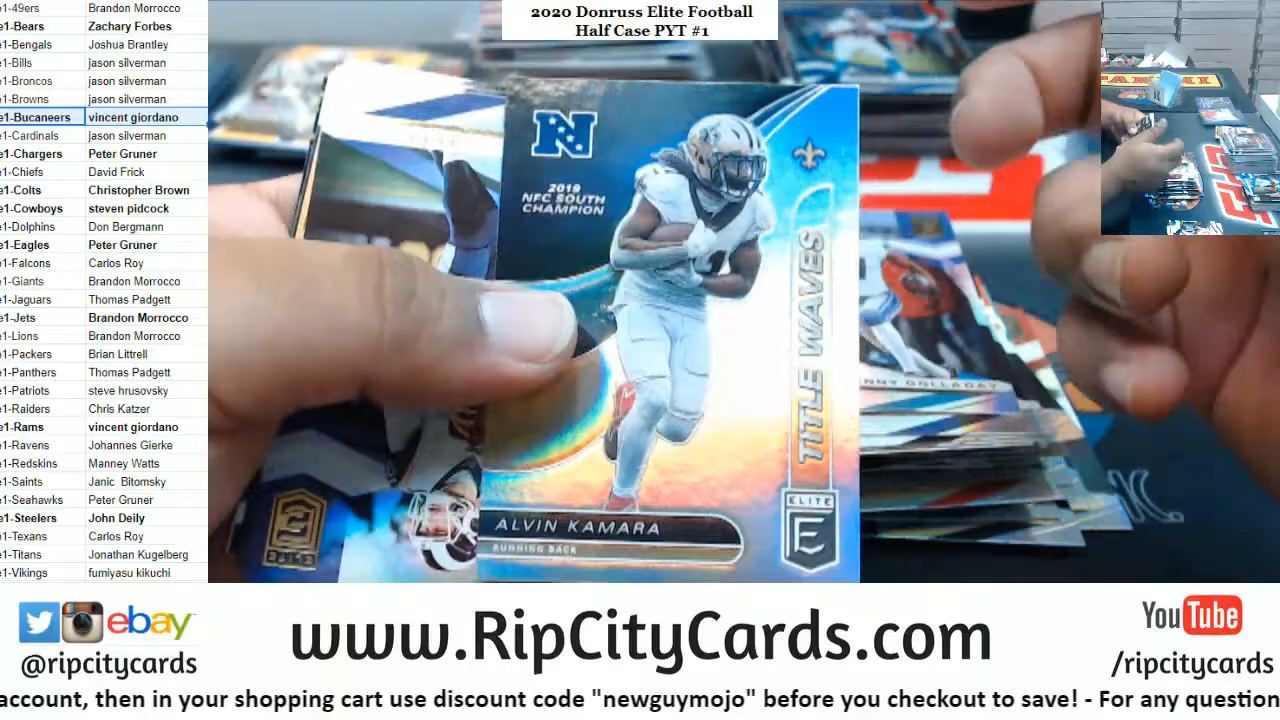 2020 Donruss Elite Football
Half Case PYT #1
e1-49ers Brandon Morrocco
e1-Bears Zachary Forbes
e1-Bengals Joshua Brantley
e1-Bills jason silverman
e1-Broncos jason silverman
e1-Browns jason silverman
e1-Bucaneers vincent giordano
e1-Cardinals jason silverman
e1-Chargers Peter Gruner
e1-Chiefs David Frick
e1-Colts Christopher Brown
e1-Cowboys steven pidcock
e1-Dolphins Don Bergmann
e1-Eagles Peter Gruner
e1-Falcons Carlos Roy
e1-Giants Brandon Morrocco
e1-Jaguars Thomas Padgett
e1-Jets Brandon Morrocco
e1-Lions Brandon Morrocco
e1-Packers Brian Littrell
e1-Panthers Thomas Padgett
e1-Patriots steve hrusovsky
e1-Raiders Chris Katzer
e1-Rams vincent giordano
e1-Ravens Johannes Gierke
e1-Redskins Manney Watts
e1-Saints Janic Bitomsky
e1-Seahawks Peter Gruner
e1-Steelers John Deily
e1-Texans Carlos Roy
e1-Titans Jonathan Kugelberg
e1-Vikings fumiyasu kikuchi
N
2019
NFC SOUTH
CHAMPION
TITLE WAVES
ELITE
E
ALVIN KAMARA
RUNNING BACK
NNY GOLLADAY
PANINI
ebay
@ripcitycards
www.RipCityCards.com
YouTube
/ripcitycards
account, then in your shopping cart use discount code "newguymojo" before you checkout to save! - For any question